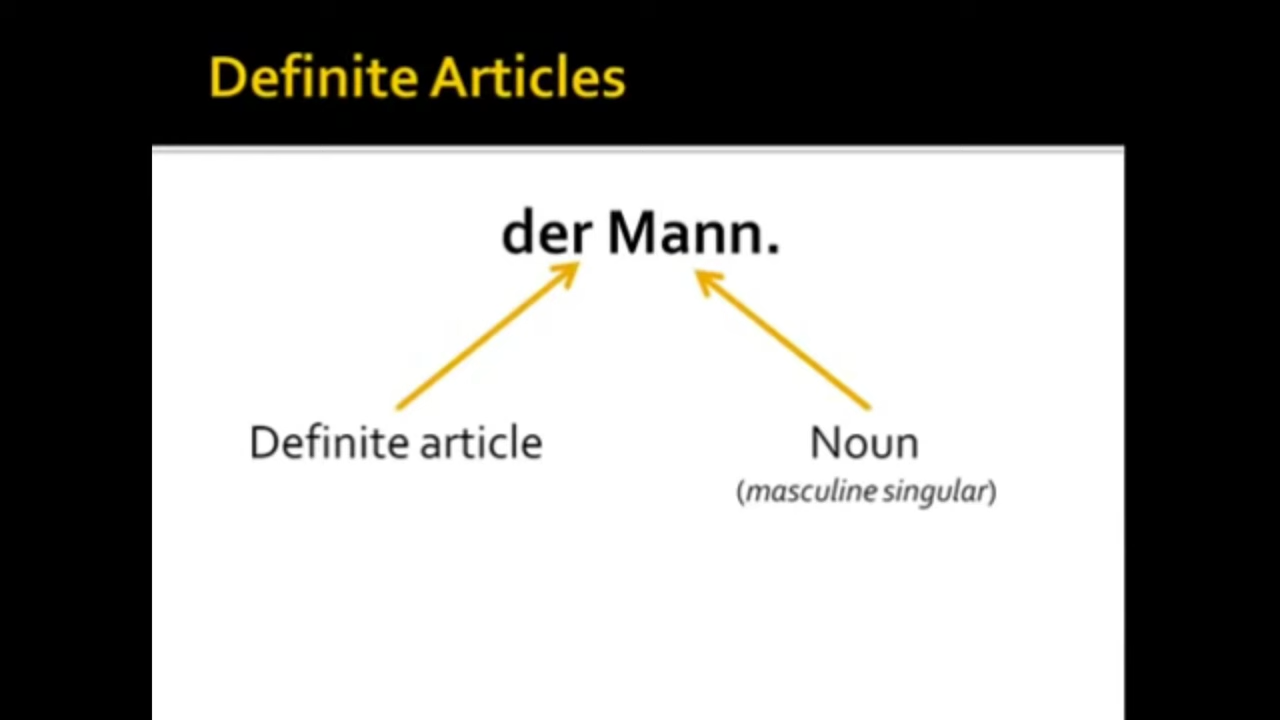 Definite Articles
der Mann.
Definite article
Noun
(masculine singular)